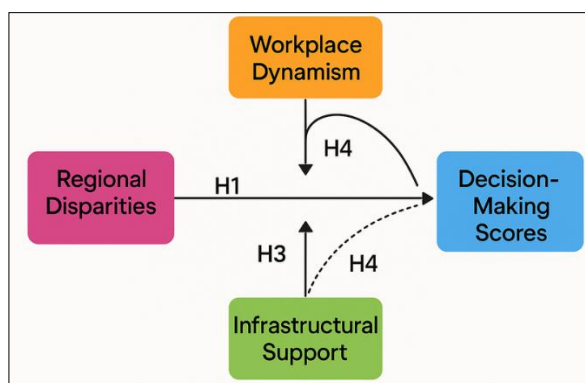 Workplace
Dynamism
H4
Regional
Disparities
H1
Decision-
Making
Scores
H3
H4
Infrastructural
Support